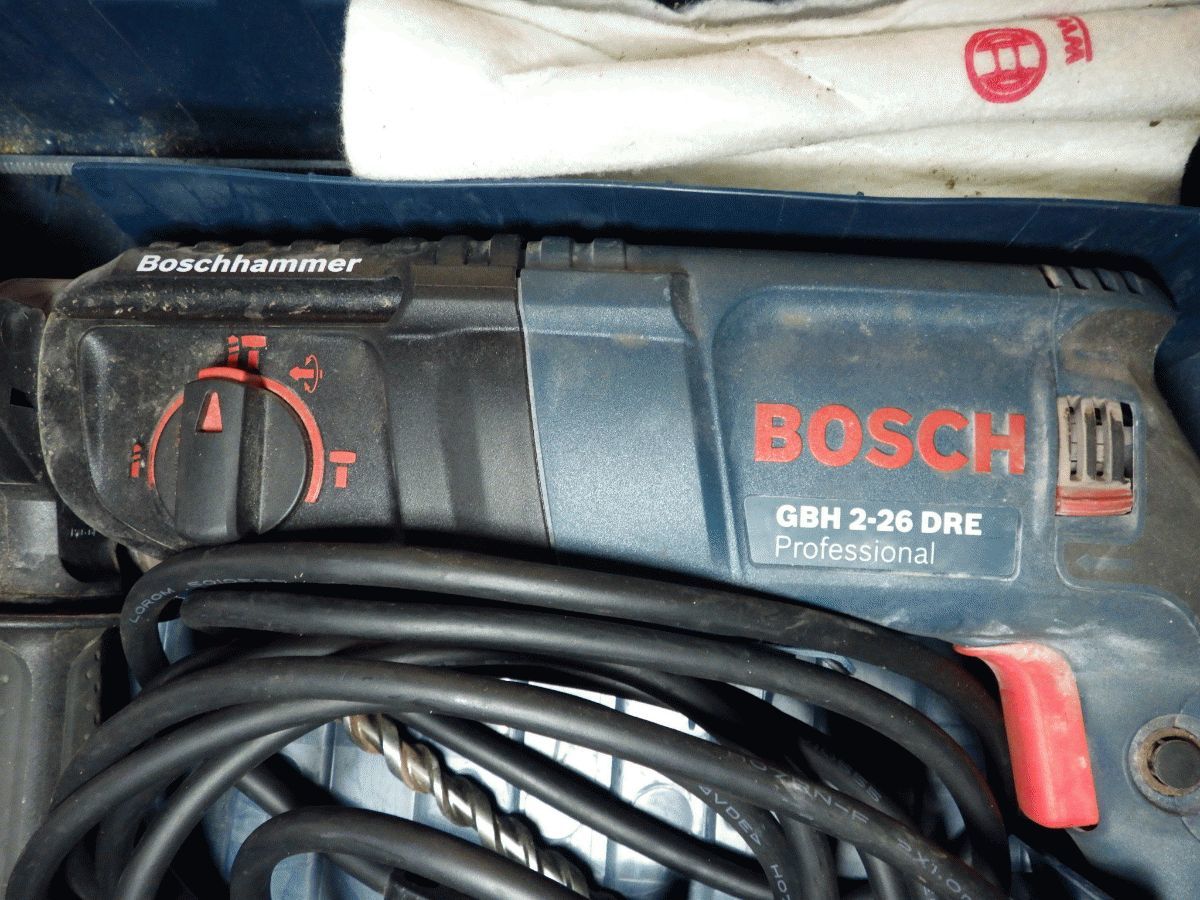 Boschhammer
BOSCH
GBH 2-26 DRE
Professional